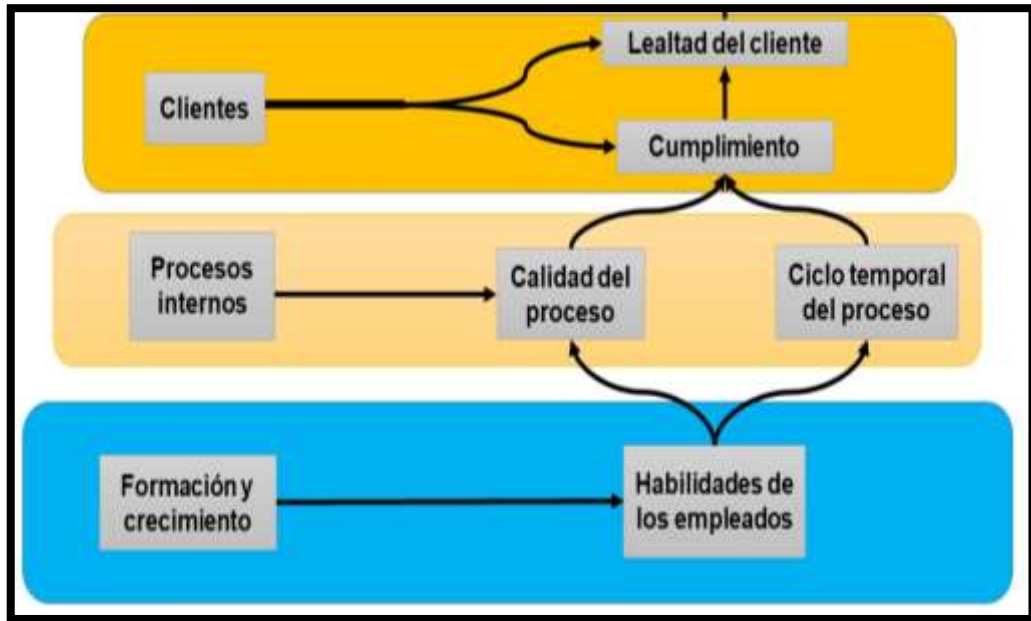 Lealtad del cliente
Clientes
Cumplimiento
Procesos
internos
Calidad del
proceso
Ciclo temporal
del proceso
Formación y
crecimiento
Habilidades de
los empleados